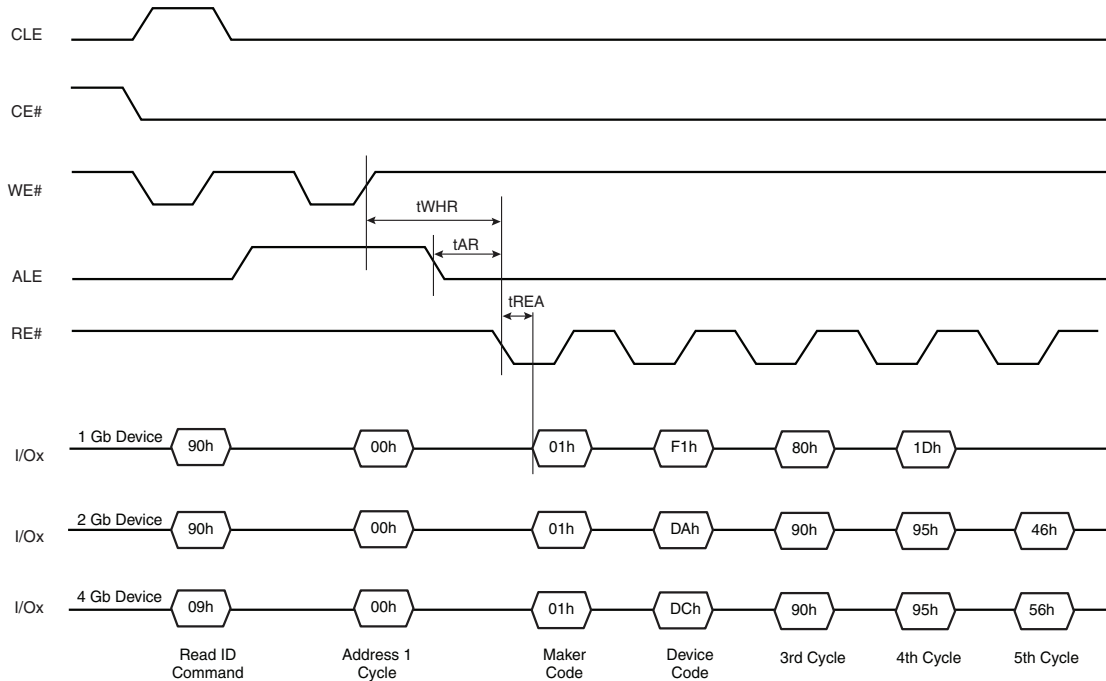 CLE
CE#
WE#
tWHR
tAR
ALE
tREA
RE#
1 Gb Device
I/Ox 90h 00h 01h F1h 80h 1Dh
2 Gb Device
I/Ox 90h 00h 01h DAh 90h 95h 46h
4 Gb Device
I/Ox 09h 00h 01h DCh 90h 95h 56h
Read ID Command
Address 1 Cycle
Maker Code
Device Code
3rd Cycle
4th Cycle
5th Cycle